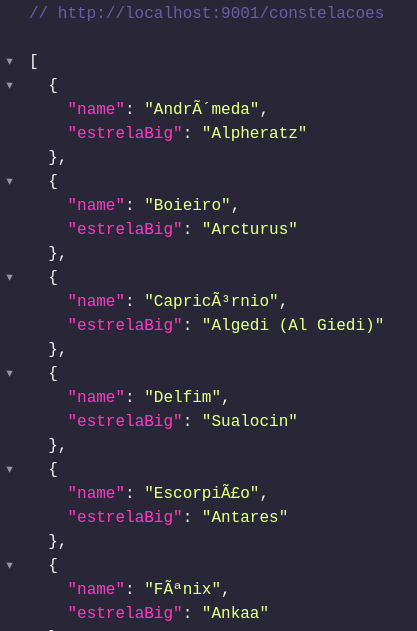 // http://localhost:9001/constelacoes
[
{
"name": "AndrÃ´meda",
"estrelaBig": "Alpheratz"
},
{
"name": "Boieiro",
"estrelaBig": "Arcturus"
},
{
"name": "CapricÃ³rnio",
"estrelaBig": "Algedi (Al Giedi)"
},
{
"name": "Delfim",
"estrelaBig": "Sualocin"
},
{
"name": "EscorpiÃ£o",
"estrelaBig": "Antares"
},
{
"name": "FÃªnix",
"estrelaBig": "Ankaa"